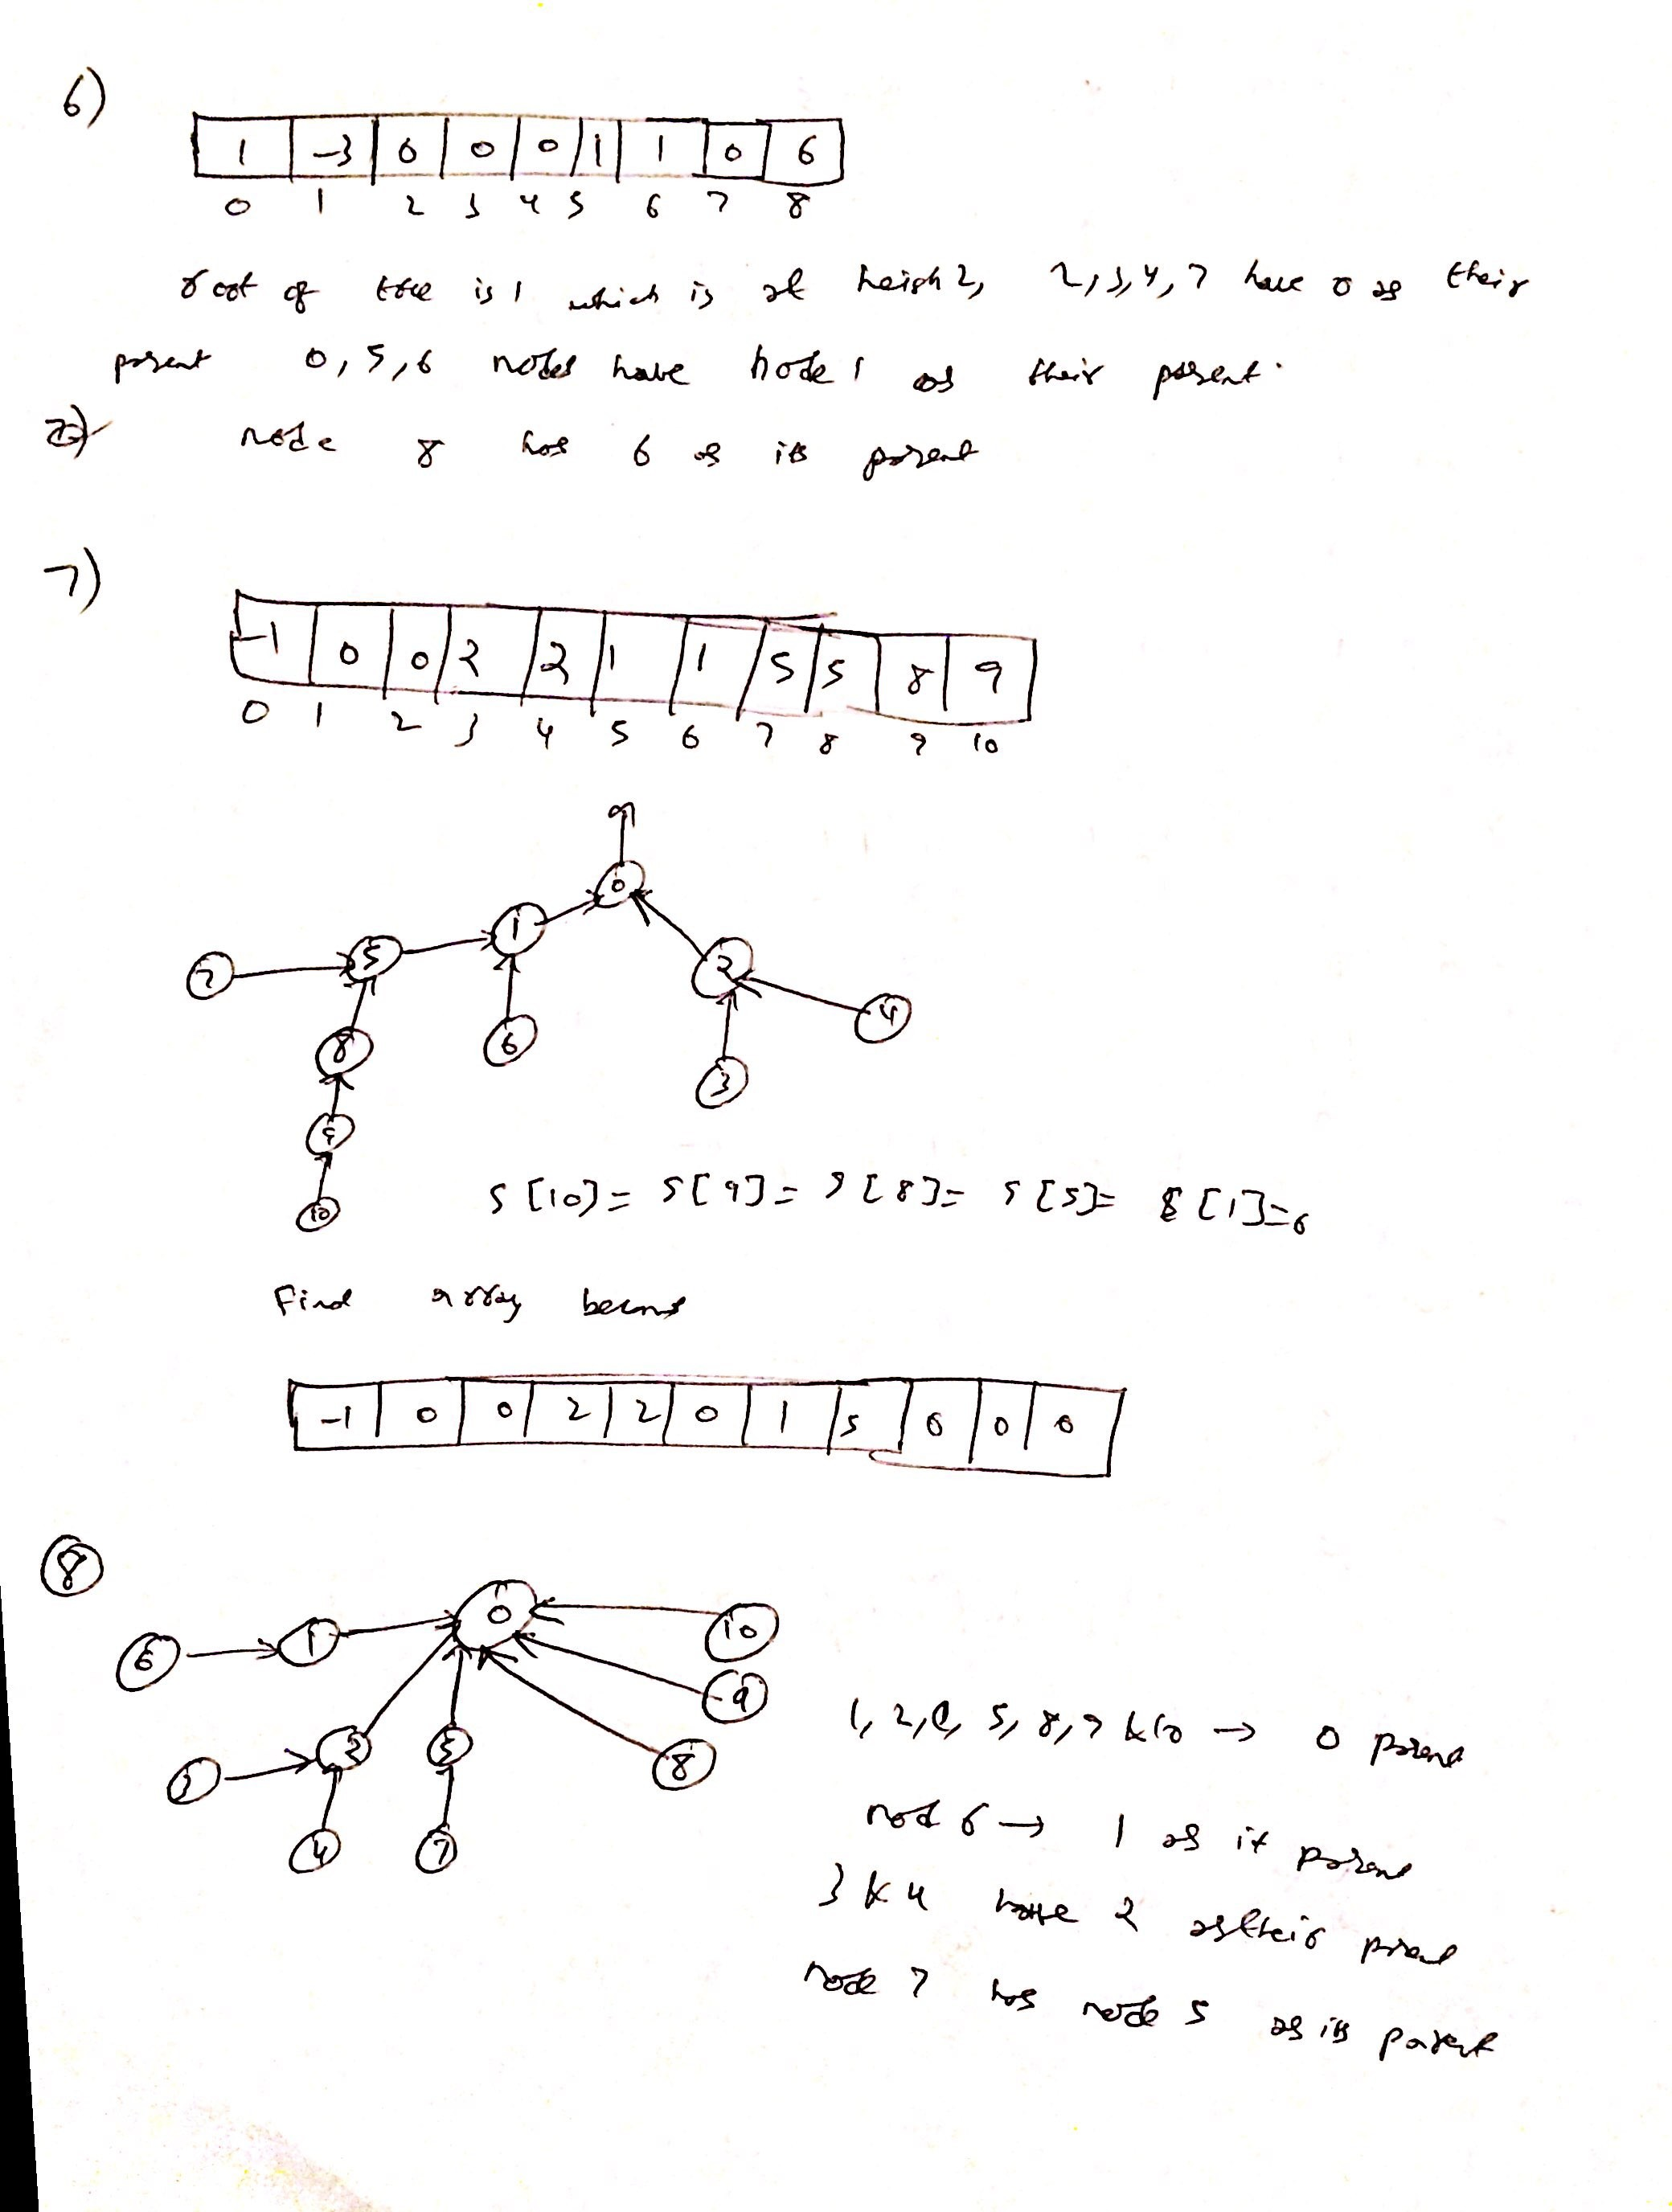 6)
1 -3 0 0 0 1 1 0 6
0 1 2 3 4 5 6 7 8
root of tree is 1 which is at heigh 2, 2,3,4,7 have 0 as their
parent 0,5,6 nodes have node 1 as their parent.
node 8 has 6 as its parent
7)
-1 0 0 2 2 1 1 5 5 8 9
0 1 2 3 4 5 6 7 8 9 10
0
1
5
7
2
4
8
6
3
9
10
S[10] = S[9] = S[8] = S[5] = S[1] = 0
Find array becoms
-1 0 0 2 2 0 1 5 0 0 0
8
0
10
6 1
9
2 5
3
8
4 7
1, 2, 5, 8, 9 & 10 → 0 parent
nod 6 → 1 as it parent
3 & 4 have 2 as their parent
node 7 has node 5 as its parent